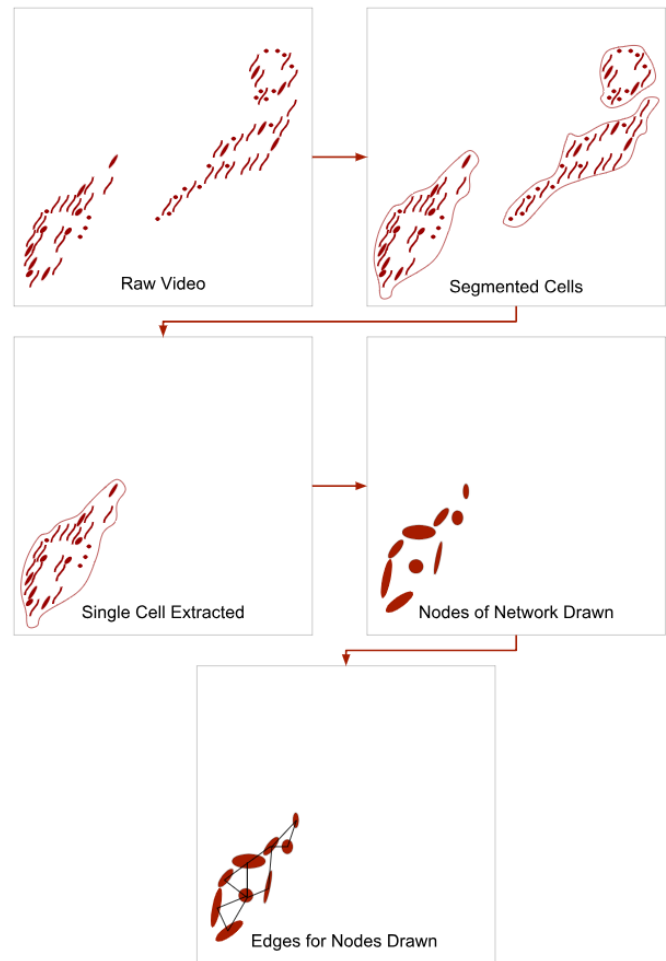 Raw Video
Segmented Cells
Single Cell Extracted
Nodes of Network Drawn
Edges for Nodes Drawn